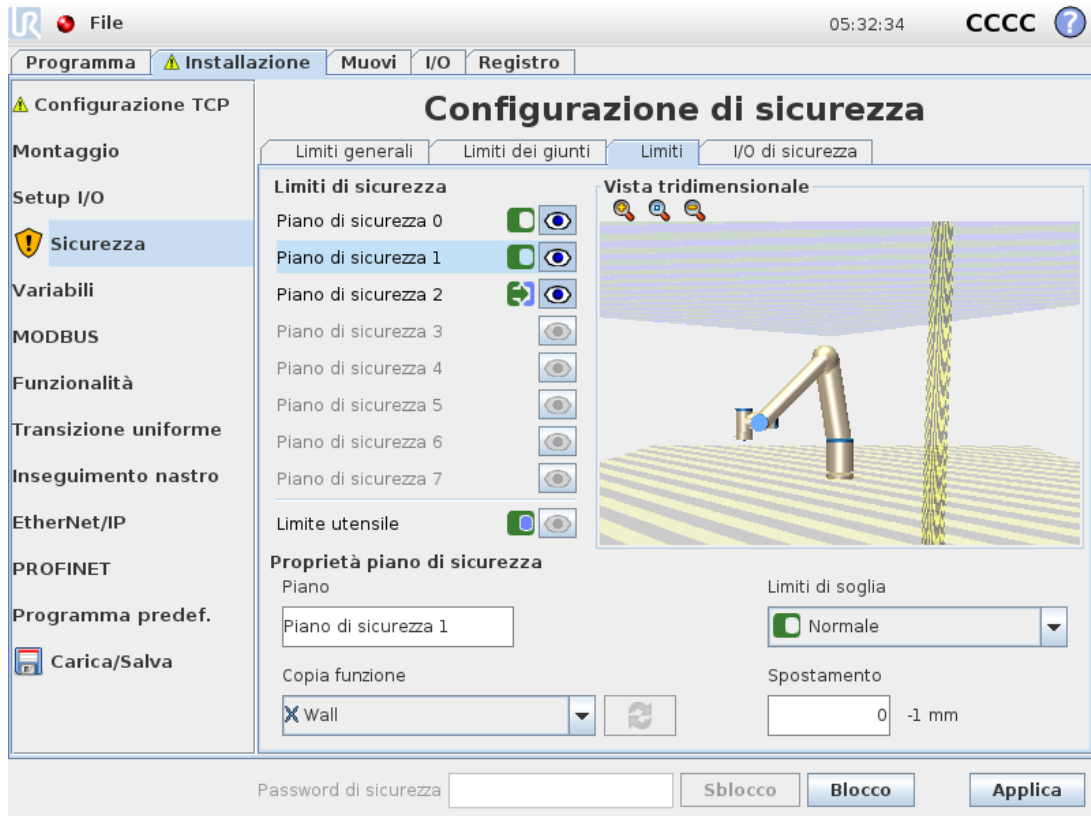 UR File 05:32:34 CCCC ?
Programma Installazione Muovi I/O Registro
Configurazione TCP
Montaggio
Setup I/O
Sicurezza
Variabili
MODBUS
Funzionalità
Transizione uniforme
Inseguimento nastro
EtherNet/IP
PROFINET
Programma predef.
Carica/Salva
Configurazione di sicurezza
Limiti generali Limiti dei giunti Limiti I/O di sicurezza
Limiti di sicurezza
Piano di sicurezza 0
Piano di sicurezza 1
Piano di sicurezza 2
Piano di sicurezza 3
Piano di sicurezza 4
Piano di sicurezza 5
Piano di sicurezza 6
Piano di sicurezza 7
Limite utensile
Vista tridimensionale
Proprietà piano di sicurezza
Piano
Piano di sicurezza 1
Limiti di soglia
Normale
Copia funzione
Wall
Spostamento
0 -1 mm
Password di sicurezza Sblocco Blocco Applica